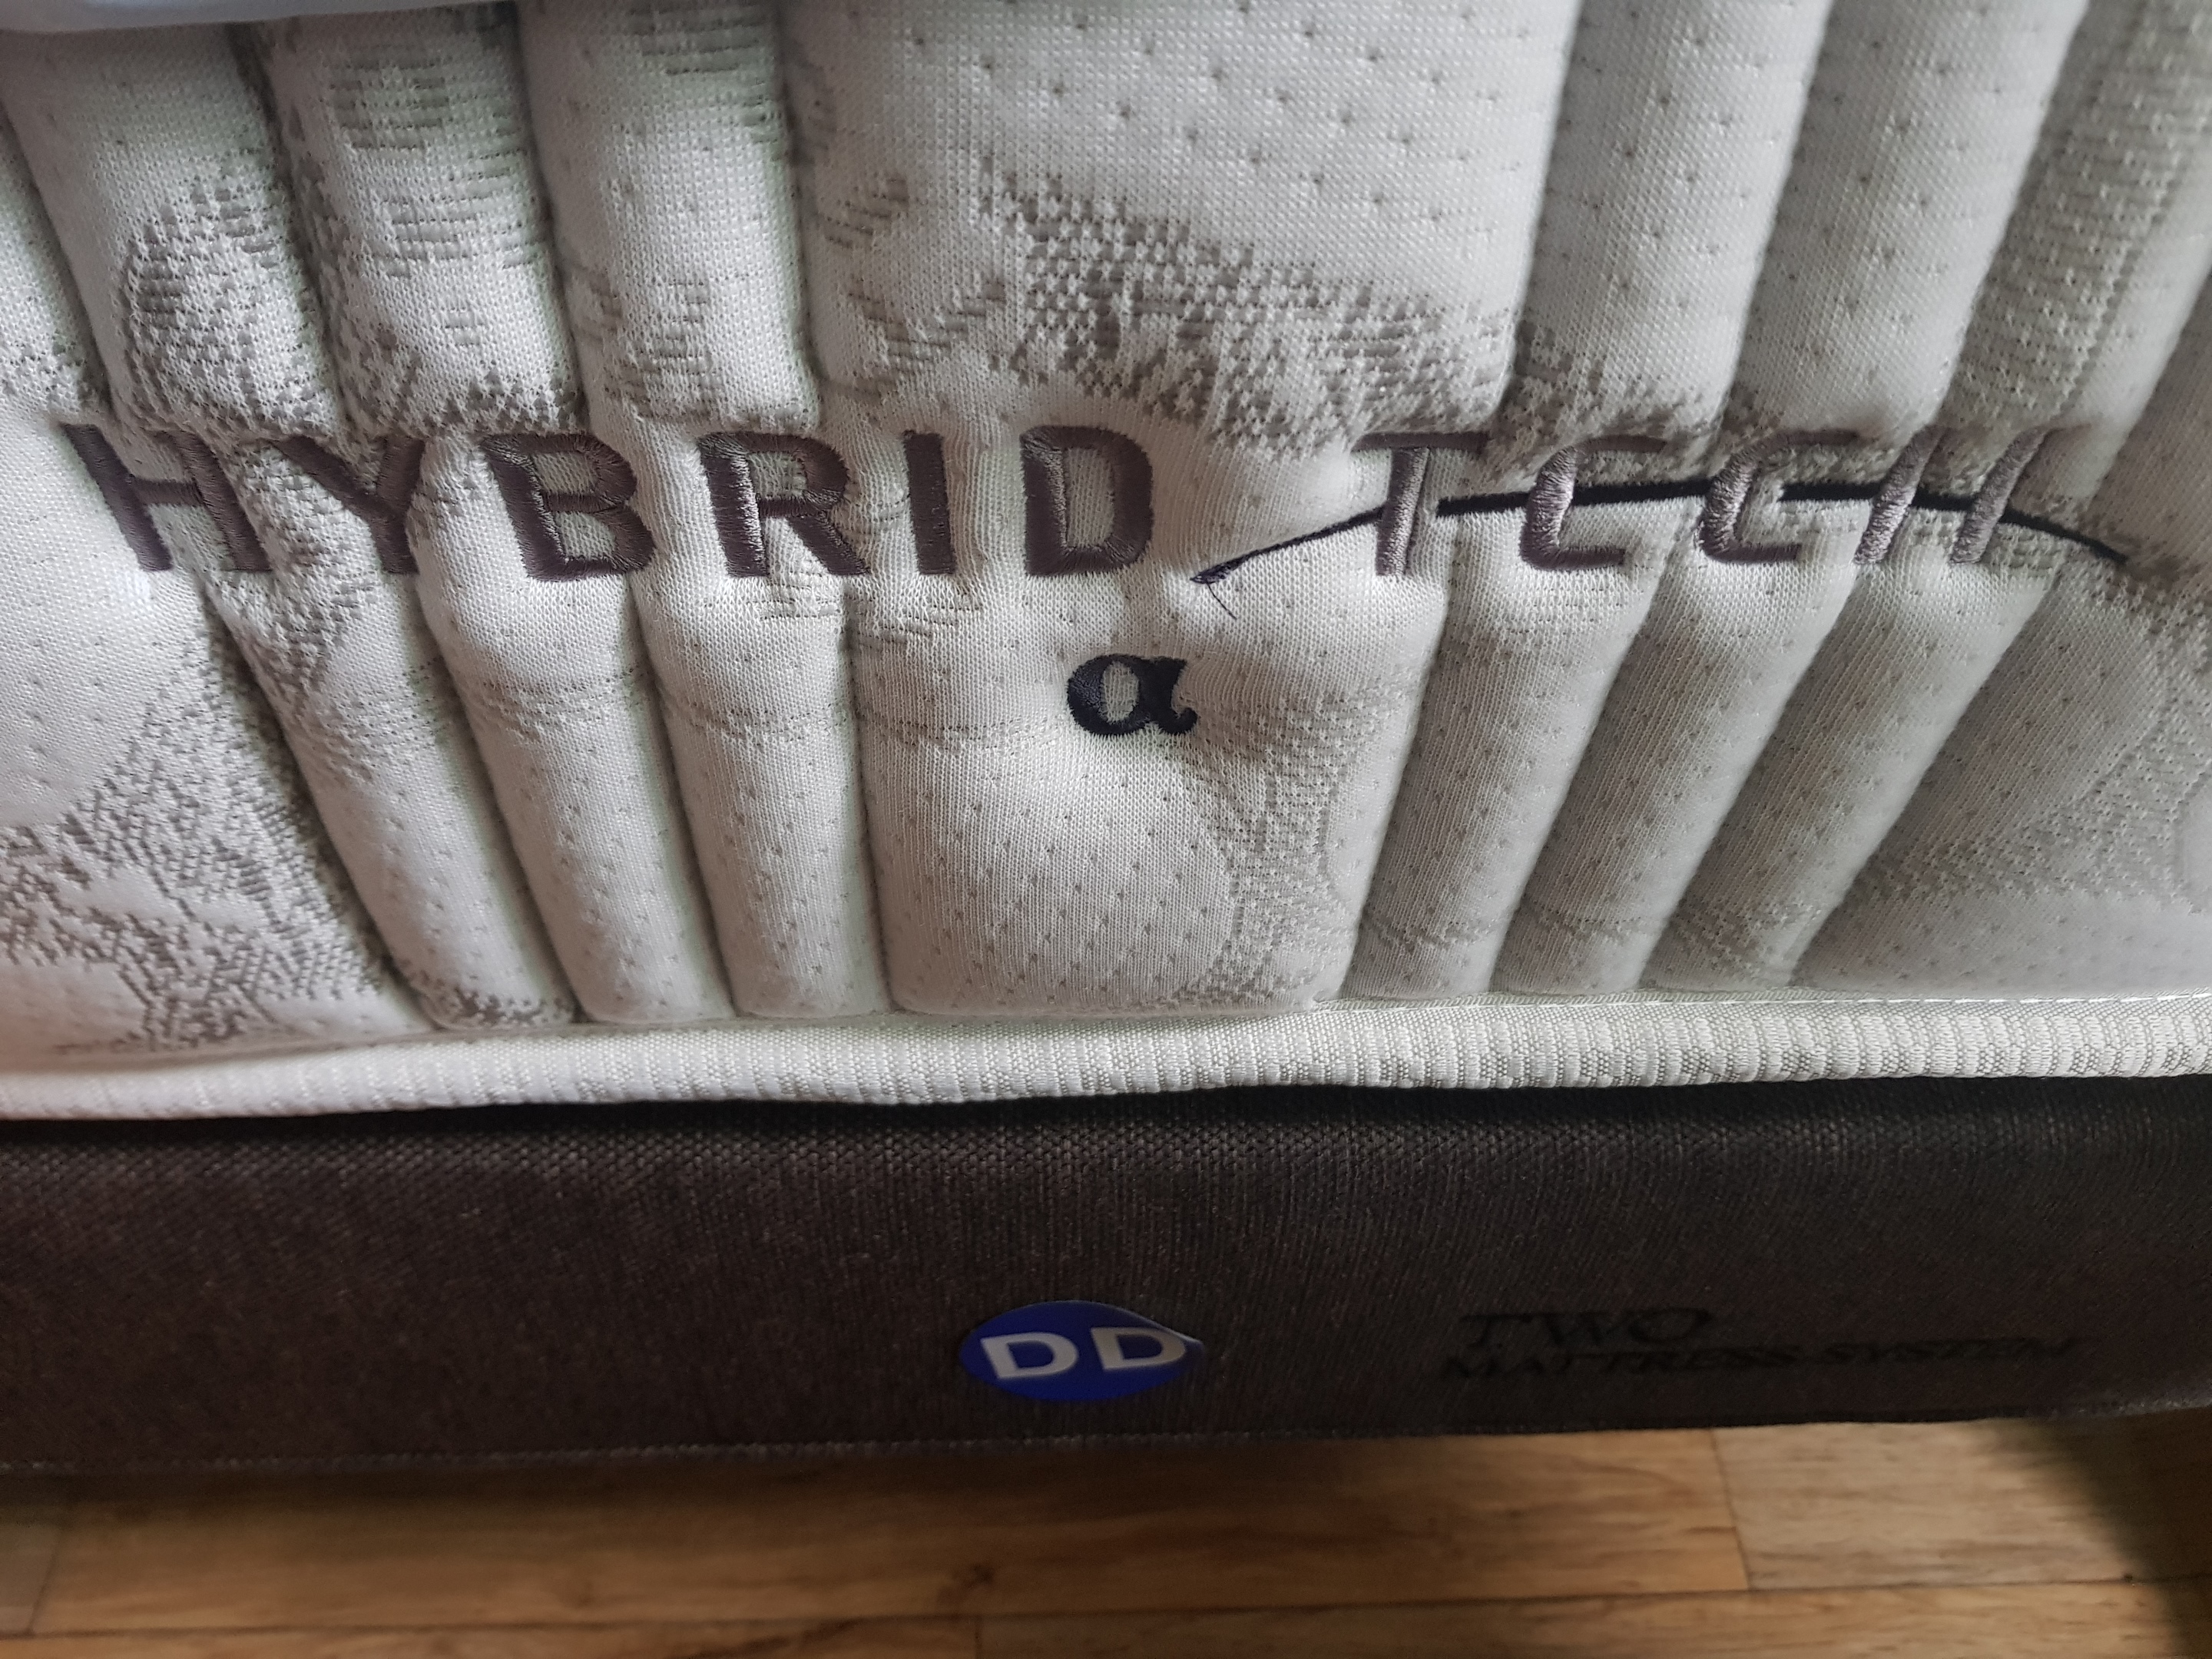 HYBRID TECH
α
DD
TWO
MATTRESS SYSTEM